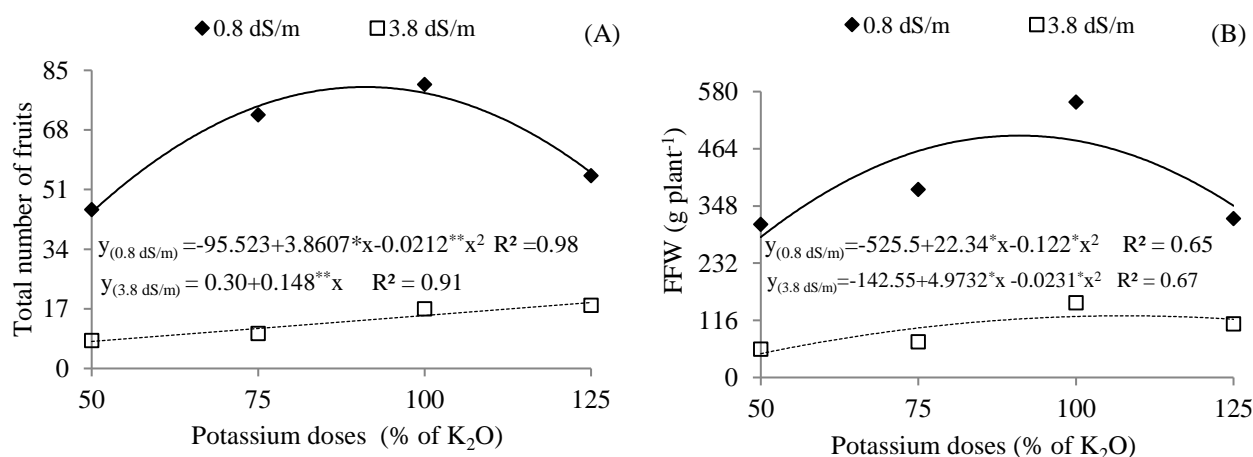 0.8 dS/m 3.8 dS/m (A)
85
68
51
34
17
0
50 75 100 125
Total number of fruits
y(0.8 dS/m) =-95.523+3.8607*x-0.0212**x² R² =0.98
y(3.8 dS/m) = 0.30+0.148**x R² = 0.91
Potassium doses (% of K₂O)
0.8 dS/m 3.8 dS/m (B)
580
464
348
232
116
0
50 75 100 125
FFW (g plant⁻¹)
y(0.8 dS/m) =-525.5+22.34*x-0.122*x² R² = 0.65
y(3.8 dS/m)=-142.55+4.9732*x -0.0231*x² R² = 0.67
Potassium doses (% of K₂O)